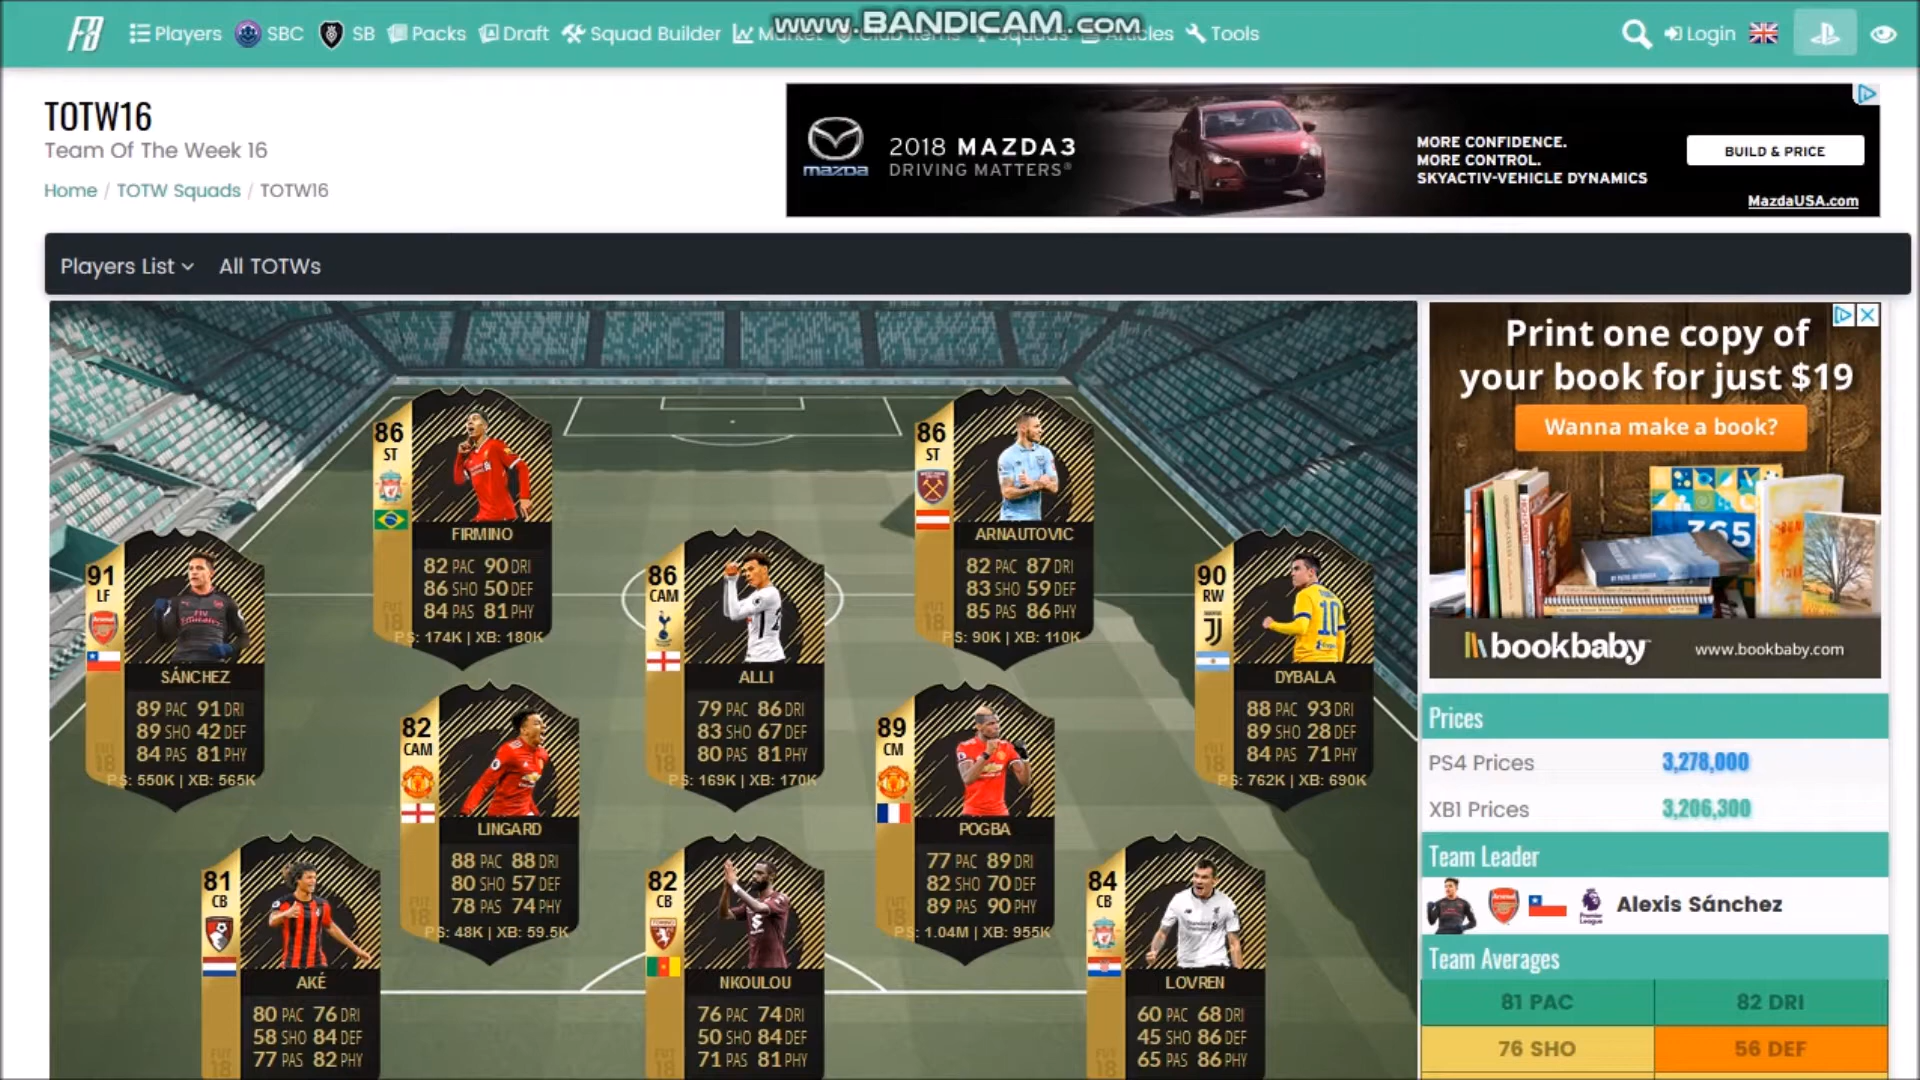 Players SBC SB Packs Draft Squad Builder Tools
www.BANDICAM.com
Login
TOTW16
Team Of The Week 16
Home / TOTW Squads / TOTW16
mazda
2018 MAZDA3
DRIVING MATTERS®
MORE CONFIDENCE.
MORE CONTROL.
SKYACTIV-VEHICLE DYNAMICS
BUILD & PRICE
MazdaUSA.com
Players List All TOTWs
86
ST
FIRMINO
82 PAC 90 DRI
86 SHO 50 DEF
84 PAS 81 PHY
PS: 174K | XB: 180K
86
ST
ARNAUTOVIC
82 PAC 87 DRI
83 SHO 59 DEF
85 PAS 86 PHY
PS: 90K | XB: 110K
91
LF
SÁNCHEZ
89 PAC 91 DRI
89 SHO 42 DEF
84 PAS 81 PHY
PS: 550K | XB: 565K
86
CAM
ALLI
79 PAC 86 DRI
83 SHO 67 DEF
80 PAS 81 PHY
PS: 169K | XB: 170K
90
RW
DYBALA
88 PAC 93 DRI
89 SHO 28 DEF
84 PAS 71 PHY
PS: 762K | XB: 690K
82
CAM
LINGARD
88 PAC 88 DRI
80 SHO 57 DEF
78 PAS 74 PHY
PS: 48K | XB: 59.5K
89
CM
POGBA
77 PAC 89 DRI
82 SHO 70 DEF
89 PAS 90 PHY
PS: 1.04M | XB: 955K
81
CB
AKÉ
80 PAC 76 DRI
58 SHO 84 DEF
77 PAS 82 PHY
82
CB
NKOULOU
76 PAC 74 DRI
50 SHO 84 DEF
71 PAS 81 PHY
84
CB
LOVREN
60 PAC 68 DRI
45 SHO 86 DEF
65 PAS 86 PHY
Print one copy of
your book for just $19
Wanna make a book?
365
bookbaby www.bookbaby.com
Prices
PS4 Prices 3,278,000
XB1 Prices 3,206,300
Team Leader
Alexis Sánchez
Team Averages
81 PAC 82 DRI
76 SHO 56 DEF